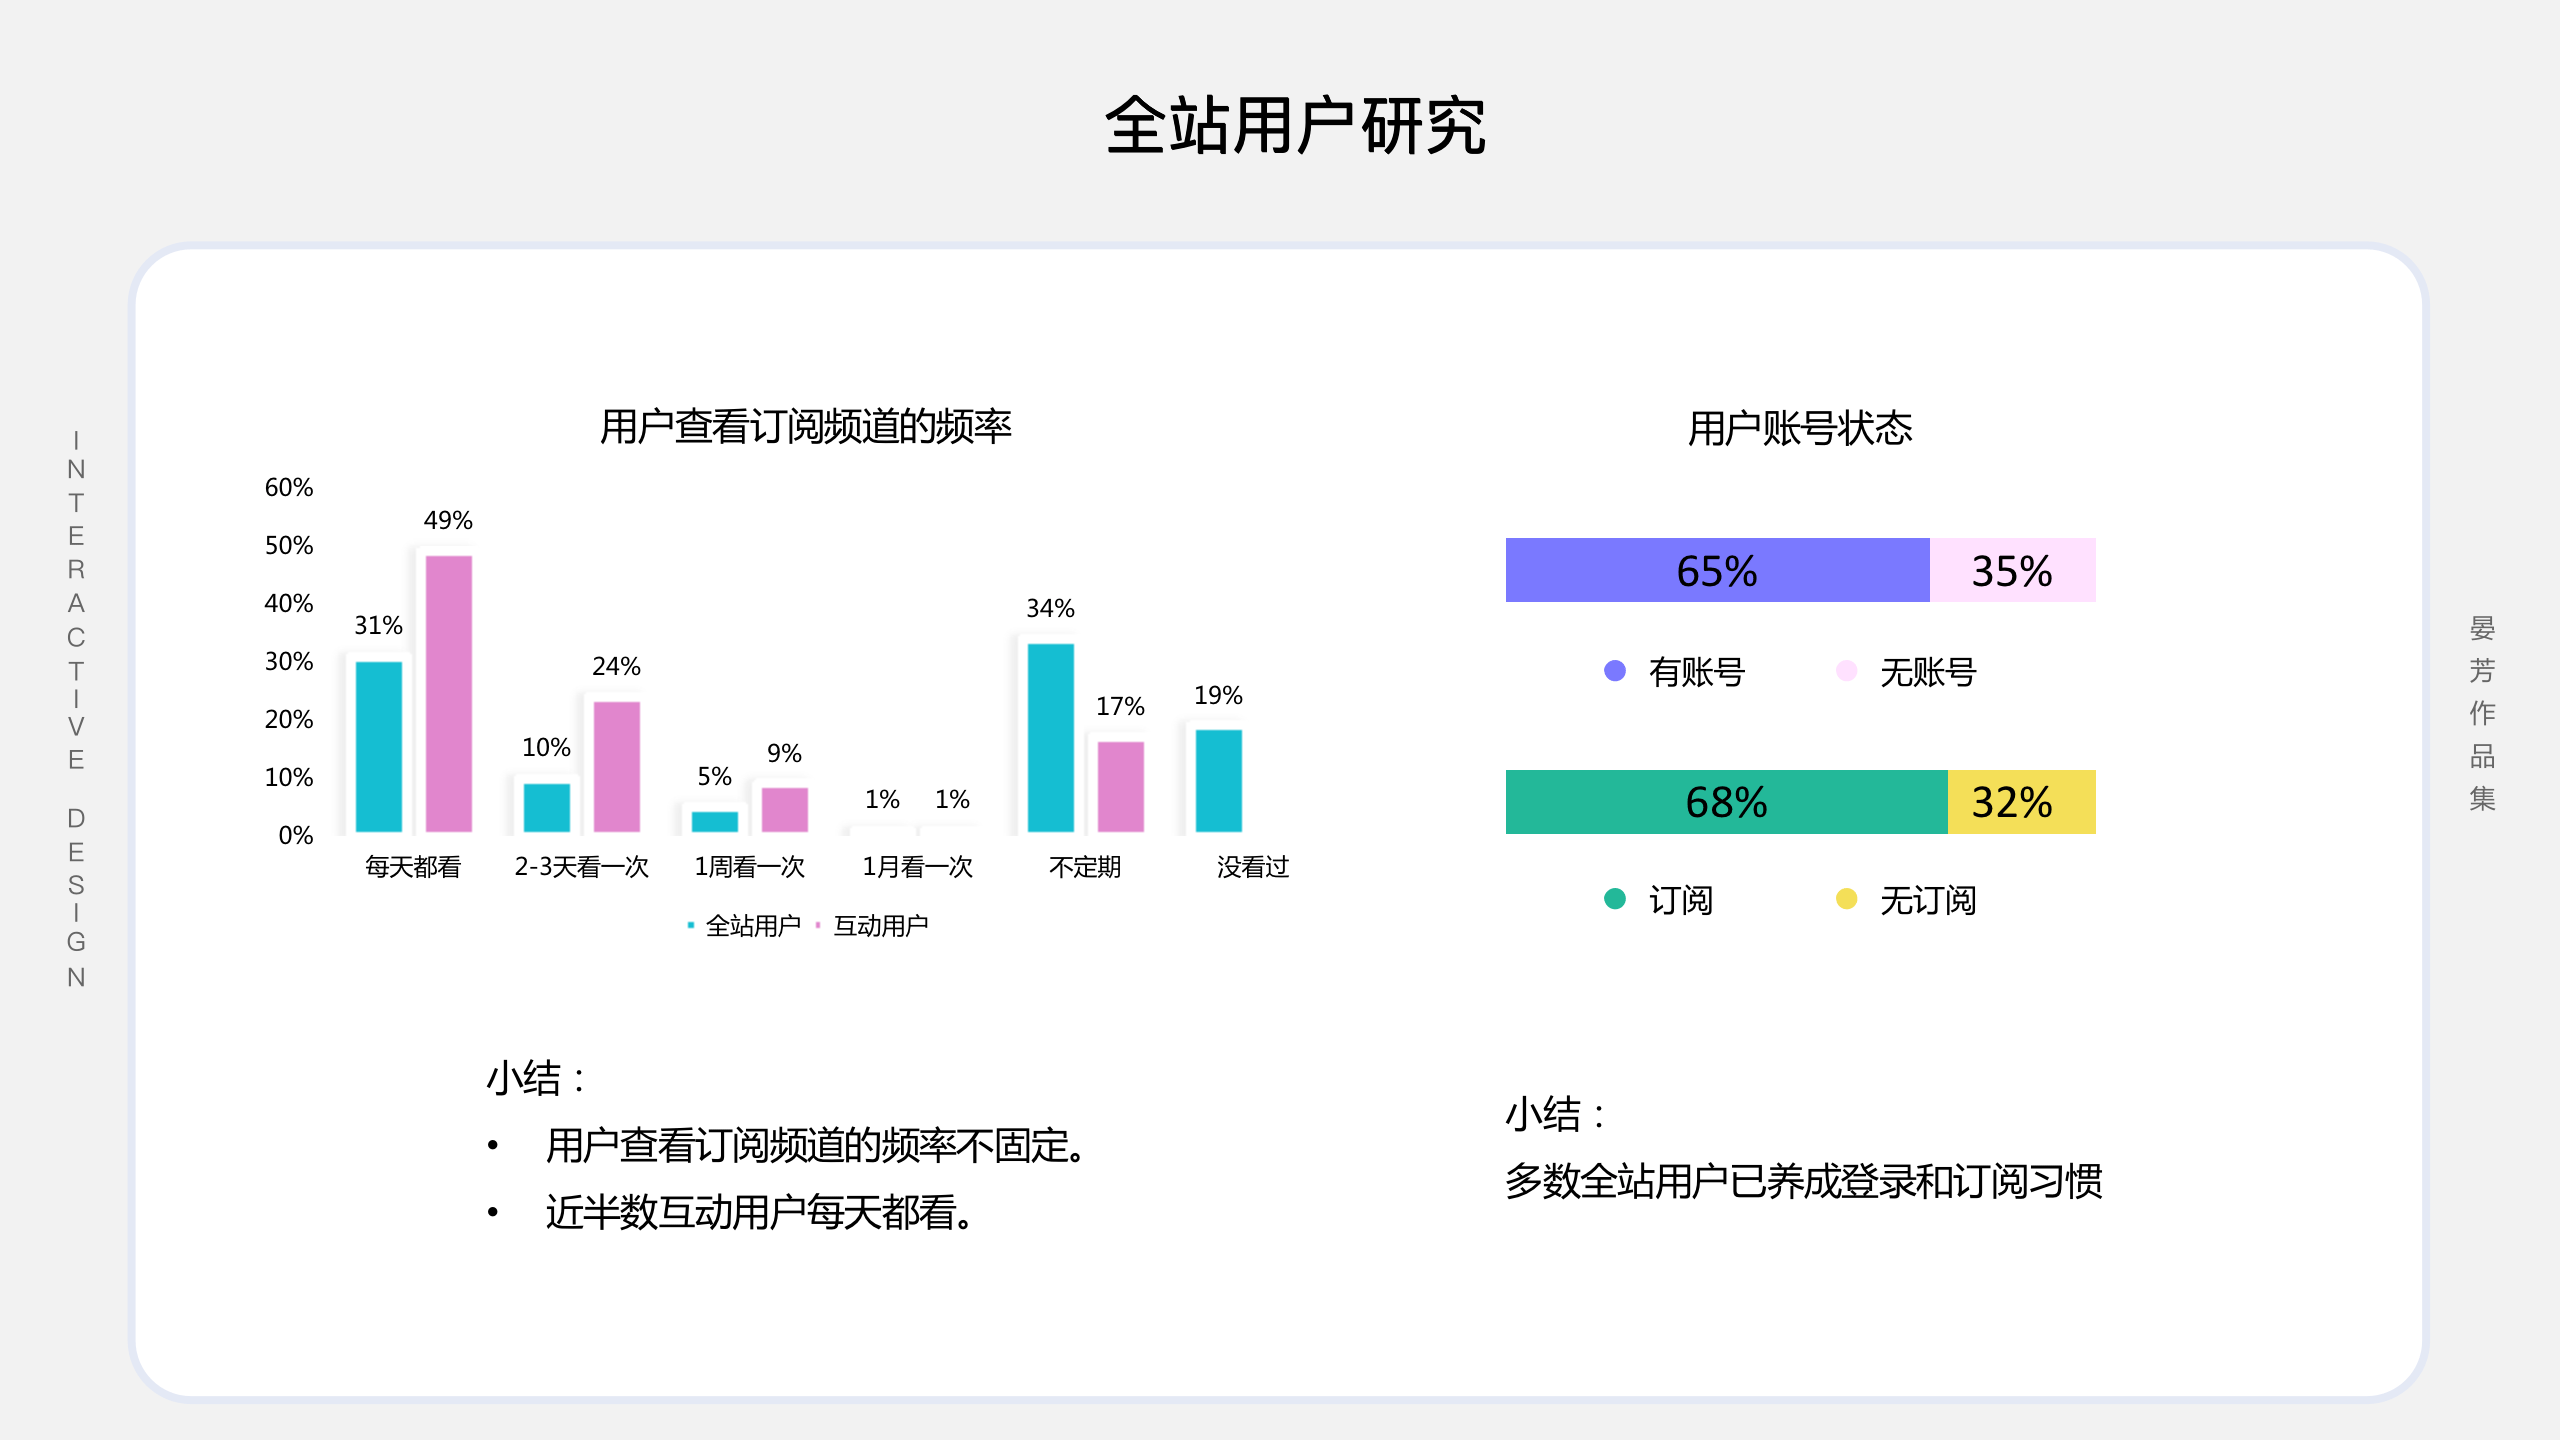 全站用户研究
INTERACTIVE DESIGN
用户查看订阅频道的频率
60%
50%
40%
30%
20%
10%
0%
31% 49% 10% 24% 5% 9% 1% 1% 34% 17% 19%
每天都看 2-3天看一次 1周看一次 1月看一次 不定期 没看过
全站用户 互动用户
小结：
• 用户查看订阅频道的频率不固定。
• 近半数互动用户每天都看。
用户账号状态
65% 35%
有账号 无账号
68% 32%
订阅 无订阅
小结：
多数全站用户已养成登录和订阅习惯
晏芳作品集